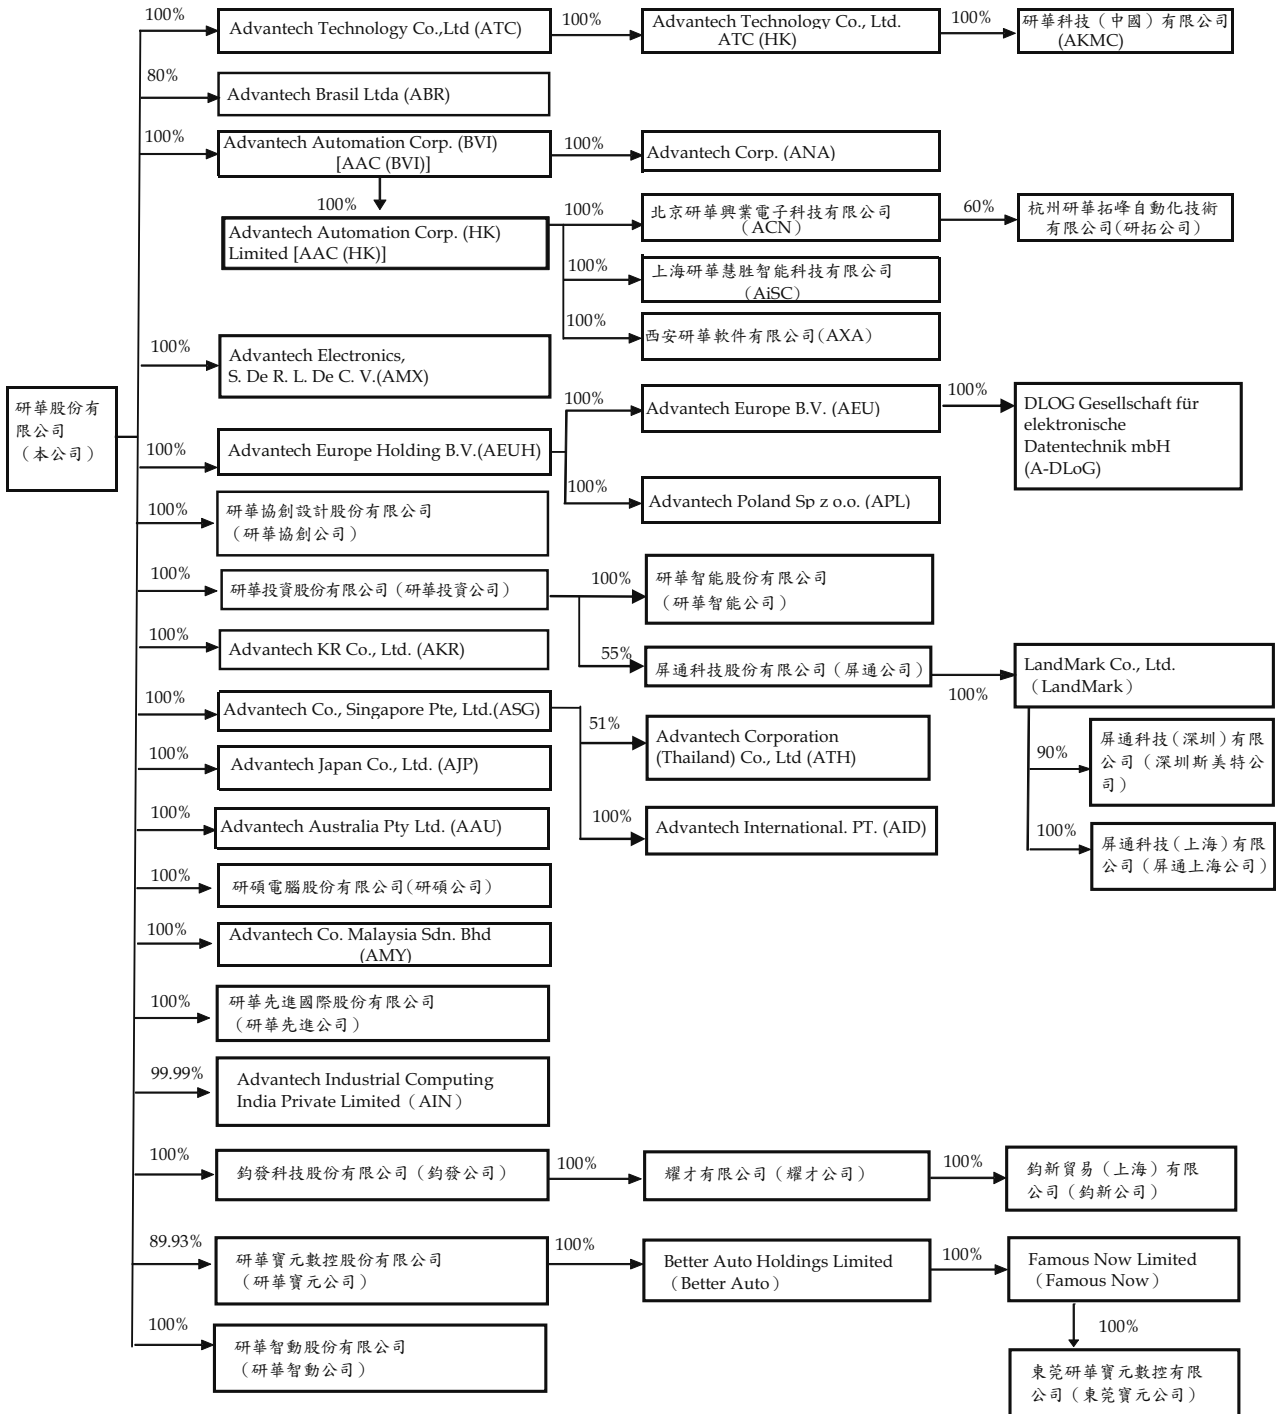 研華股份有
限公司
（本公司）
100%
Advantech Technology Co.,Ltd (ATC)
100%
Advantech Technology Co., Ltd.
ATC (HK)
100%
研華科技（中國）有限公司
(AKMC)
80%
Advantech Brasil Ltda (ABR)
100%
Advantech Automation Corp. (BVI)
[AAC (BVI)]
100%
Advantech Corp. (ANA)
100%
Advantech Automation Corp. (HK)
Limited [AAC (HK)]
100%
北京研華興業電子科技有限公司
（ACN）
60%
杭州研華拓峰自動化技術
有限公司(研拓公司)
100%
上海研華慧胜智能科技有限公司
（AiSC）
100%
西安研華軟件有限公司(AXA）
100%
Advantech Electronics,
S. De R. L. De C. V.(AMX)
100%
Advantech Europe Holding B.V.(AEUH)
100%
Advantech Europe B.V. (AEU)
100%
DLOG Gesellschaft für
elektronische
Datentechnik mbH
(A-DLoG)
100%
Advantech Poland Sp z o.o. (APL)
100%
研華協創設計股份有限公司
（研華協創公司）
100%
研華投資股份有限公司（研華投資公司）
100%
研華智能股份有限公司
（研華智能公司）
55%
屏通科技股份有限公司（屏通公司）
100%
LandMark Co., Ltd.
（LandMark）
90%
屏通科技（深圳）有限
公司（深圳斯美特公
司）
100%
屏通科技（上海）有限
公司（屏通上海公司）
100%
Advantech KR Co., Ltd. (AKR)
100%
Advantech Co., Singapore Pte, Ltd.(ASG)
51%
Advantech Corporation
(Thailand) Co., Ltd (ATH)
100%
Advantech International. PT. (AID)
100%
Advantech Japan Co., Ltd. (AJP)
100%
Advantech Australia Pty Ltd. (AAU)
100%
研碩電腦股份有限公司(研碩公司）
100%
Advantech Co. Malaysia Sdn. Bhd
(AMY)
100%
研華先進國際股份有限公司
（研華先進公司）
99.99%
Advantech Industrial Computing
India Private Limited（AIN）
100%
鈞發科技股份有限公司（鈞發公司）
100%
耀才有限公司（耀才公司）
100%
鈞新貿易（上海）有限
公司（鈞新公司）
89.93%
研華寶元數控股份有限公司
（研華寶元公司）
100%
Better Auto Holdings Limited
（Better Auto）
100%
Famous Now Limited
（Famous Now）
100%
東莞研華寶元數控有限
公司（東莞寶元公司）
100%
研華智動股份有限公司
（研華智動公司）